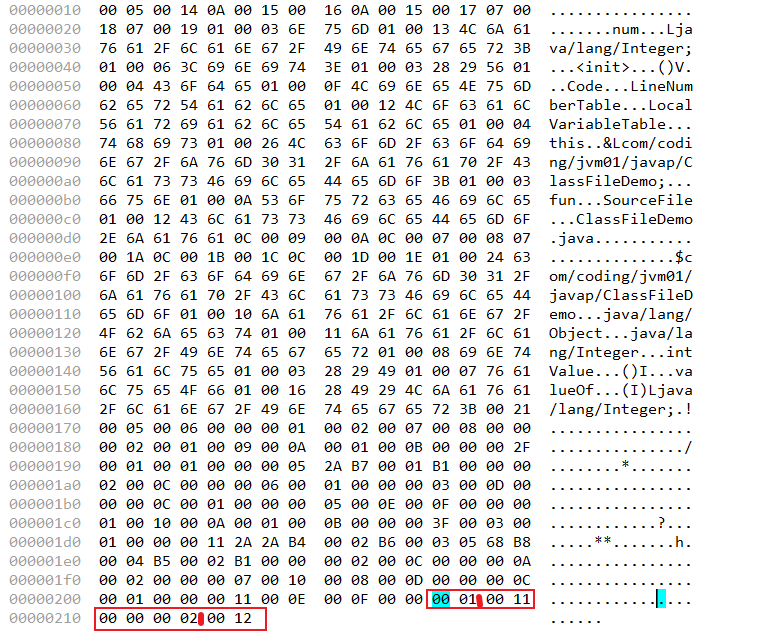 00000010 00 05 00 14 0A 00 15 00 16 0A 00 15 00 17 07 00 ................
00000020 18 07 00 19 01 00 03 6E 75 6D 01 00 13 4C 6A 61 .......num...Lja
00000030 76 61 2F 6C 61 6E 67 2F 49 6E 74 65 67 65 72 3B va/lang/Integer;
00000040 01 00 06 3C 69 6E 69 74 3E 01 00 03 28 29 56 01 ...<init>...()V.
00000050 00 04 43 6F 64 65 01 00 0F 4C 69 6E 65 4E 75 6D ..Code...LineNum
00000060 62 65 72 54 61 62 6C 65 01 00 12 4C 6F 63 61 6C berTable...Local
00000070 56 61 72 69 61 62 6C 65 54 61 62 6C 65 01 00 04 VariableTable...
00000080 74 68 69 73 01 00 26 4C 63 6F 6D 2F 63 6F 64 69 this..&Lcom/codi
00000090 6E 67 2F 6A 76 6D 30 31 2F 6A 61 76 61 70 2F 43 ng/jvm01/javap/C
000000a0 6C 61 73 73 46 69 6C 65 44 65 6D 6F 3B 01 00 03 lassFileDemo;...
000000b0 66 75 6E 01 00 0A 53 6F 75 72 63 65 46 69 6C 65 fun...SourceFile
000000c0 01 00 12 43 6C 61 73 73 46 69 6C 65 44 65 6D 6F ...ClassFileDemo
000000d0 2E 6A 61 76 61 0C 00 09 00 0A 0C 00 07 00 08 07 .java...........
000000e0 00 1A 0C 00 1B 00 1C 0C 00 1D 00 1E 01 00 24 63 ..............$c
000000f0 6F 6D 2F 63 6F 64 69 6E 67 2F 6A 76 6D 30 31 2F om/coding/jvm01/
00000100 6A 61 76 61 70 2F 43 6C 61 73 73 46 69 6C 65 44 javap/ClassFileD
00000110 65 6D 6F 01 00 10 6A 61 76 61 2F 6C 61 6E 67 2F emo...java/lang/
00000120 4F 62 6A 65 63 74 01 00 11 6A 61 76 61 2F 6C 61 Object...java/la
00000130 6E 67 2F 49 6E 74 65 67 65 72 01 00 08 69 6E 74 ng/Integer...int
00000140 56 61 6C 75 65 01 00 03 28 29 49 01 00 07 76 61 Value...()I...va
00000150 6C 75 65 4F 66 01 00 16 28 49 29 4C 6A 61 76 61 lueOf...(I)Ljava
00000160 2F 6C 61 6E 67 2F 49 6E 74 65 67 65 72 3B 00 21 /lang/Integer;.!
00000170 00 05 00 06 00 00 00 01 00 02 00 07 00 08 00 00 ................
00000180 00 02 00 01 00 09 00 0A 00 01 00 0B 00 00 00 2F .............../
00000190 00 01 00 01 00 00 00 05 2A B7 00 01 B1 00 00 00 ........*.......
000001a0 02 00 0C 00 00 00 06 00 01 00 00 00 03 00 0D 00 ................
000001b0 00 00 0C 00 01 00 00 00 05 00 0E 00 0F 00 00 00 ................
000001c0 01 00 10 00 0A 00 01 00 0B 00 00 00 3F 00 03 00 ............?...
000001d0 01 00 00 00 11 2A 2A B4 00 02 B6 00 03 05 68 B8 .....**.......h.
000001e0 00 04 B5 00 02 B1 00 00 00 02 00 0C 00 00 00 0A ................
000001f0 00 02 00 00 00 07 00 10 00 08 00 0D 00 00 00 0C ................
00000200 00 01 00 00 00 11 00 0E 00 0F 00 00 00 01 00 11 ................
00000210 00 00 00 02 00 12 ......